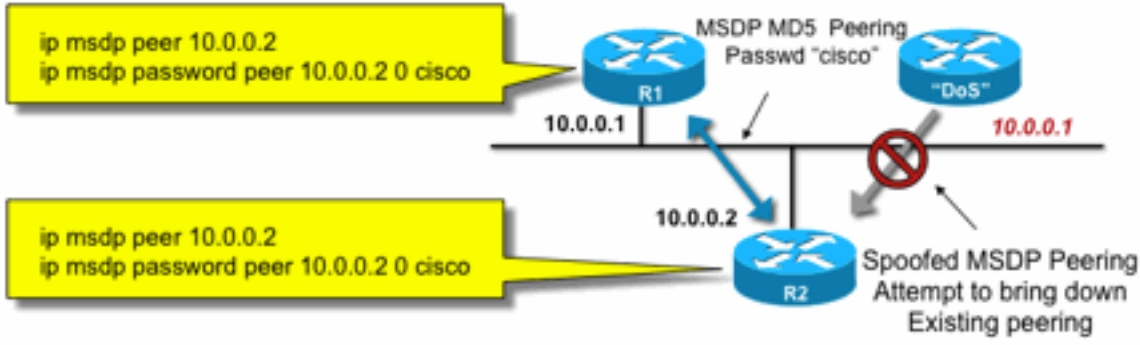 ip msdp peer 10.0.0.2
ip msdp password peer 10.0.0.2 0 cisco
MSDP MD5 Peering
Passwd "cisco"
R1
"DoS"
10.0.0.1
10.0.0.1
ip msdp peer 10.0.0.2
ip msdp password peer 10.0.0.2 0 cisco
10.0.0.2
R2
Spoofed MSDP Peering
Attempt to bring down
Existing peering